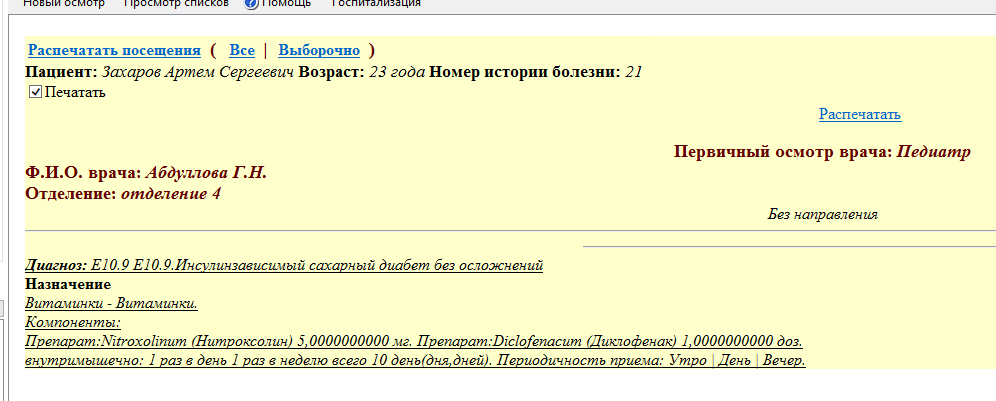 Новый осмотр Просмотр списков ? Помощь Госпитализация
Распечатать посещения ( Все | Выборочно )
Пациент: Захаров Артем Сергеевич Возраст: 23 года Номер истории болезни: 21
Печатать
Распечатать
Первичный осмотр врача: Педиатр
Ф.И.О. врача: Абдуллова Г.Н.
Отделение: отделение 4
Без направления
Диагноз: E10.9 E10.9.Инсулинзависимый сахарный диабет без осложнений
Назначение
Витаминки - Витаминки.
Компоненты:
Препарат:Nitroxolinum (Нитроксолин) 5,0000000000 мг. Препарат:Diclofenacum (Диклофенак) 1,0000000000 доз.
внутримышечно: 1 раз в день 1 раз в неделю всего 10 день(дня,дней). Периодичность приема: Утро | День | Вечер.